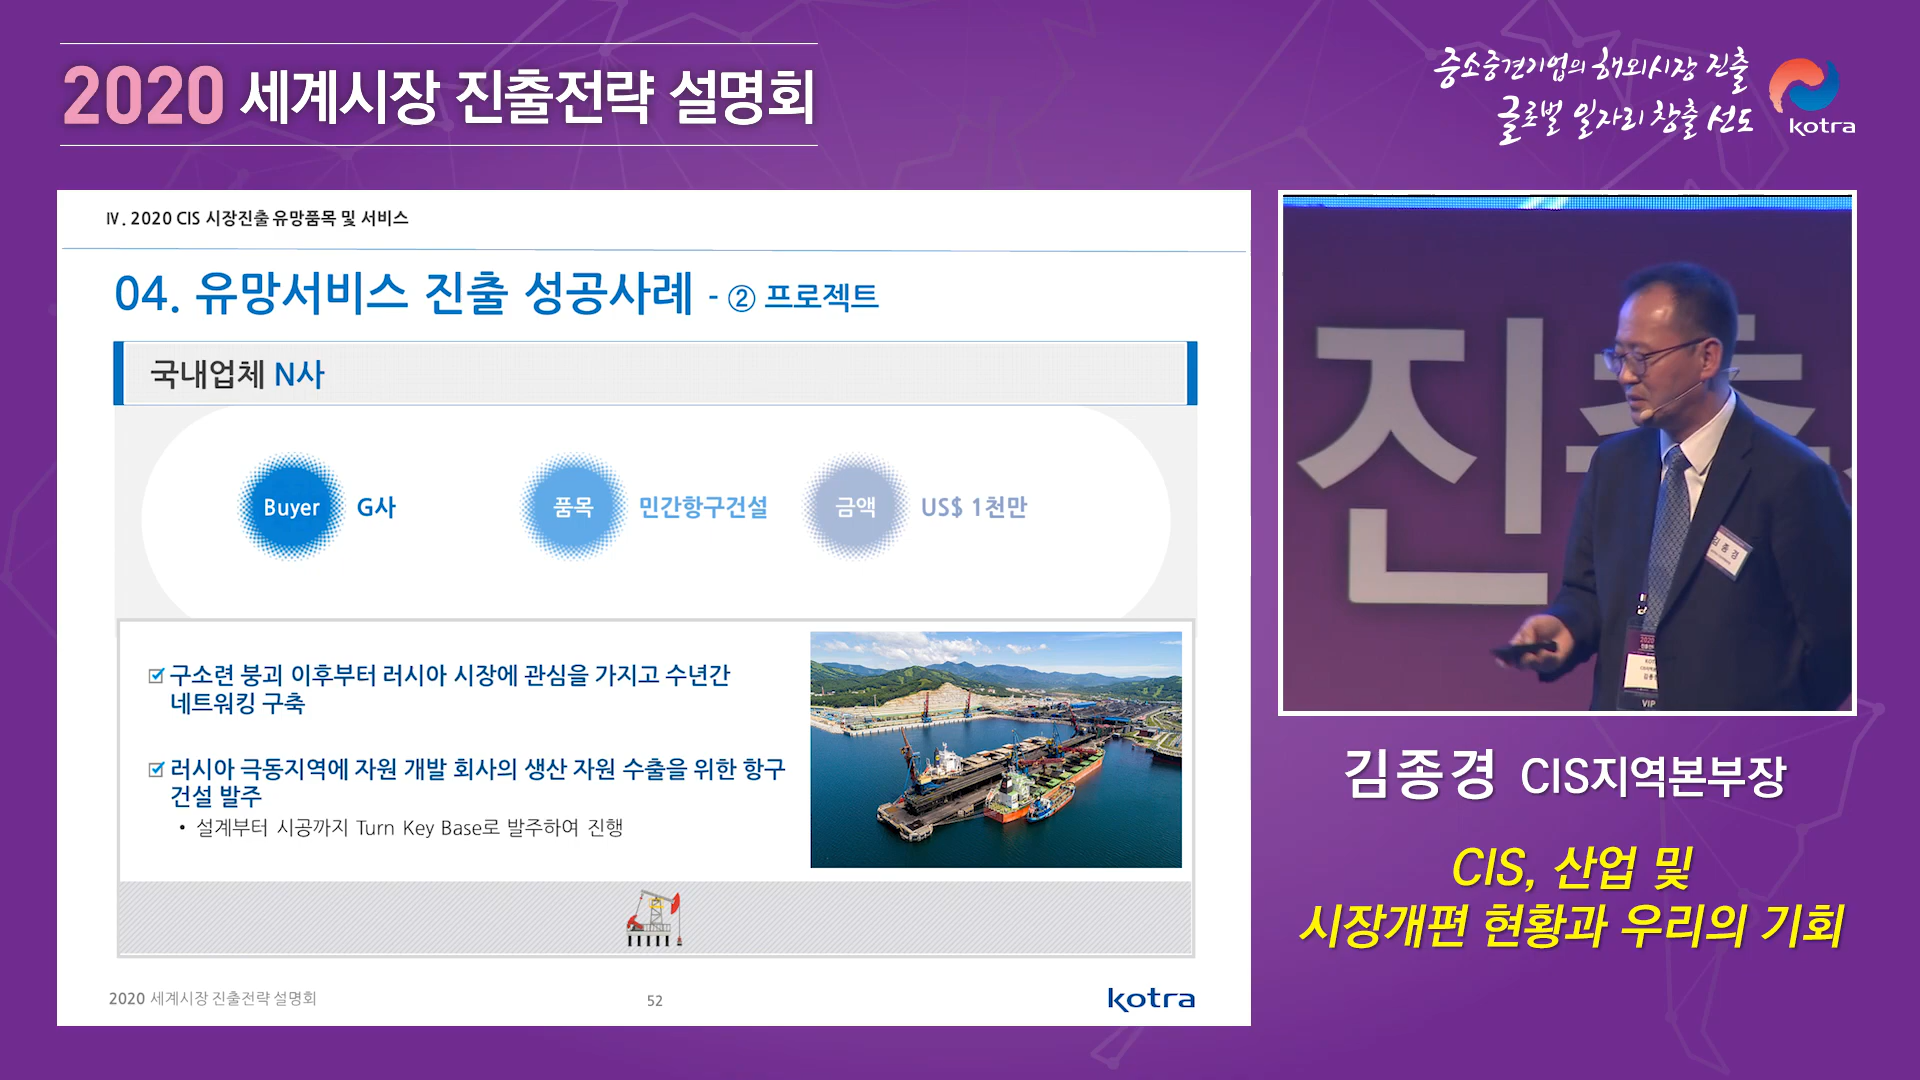 2020 세계시장 진출전략 설명회
중소중견기업의 해외시장 진출
글로벌 일자리 창출 선도
kotra
Ⅳ. 2020 CIS 시장진출 유망품목 및 서비스
04. 유망서비스 진출 성공사례 - ② 프로젝트
국내업체 N사
Buyer G사
품목 민간항구건설
금액 US$ 1천만
구소련 붕괴 이후부터 러시아 시장에 관심을 가지고 수년간
네트워킹 구축
러시아 극동지역에 자원 개발 회사의 생산 자원 수출을 위한 항구
건설 발주
• 설계부터 시공까지 Turn Key Base로 발주하여 진행
2020 세계시장 진출전략 설명회
52
kotra
진출
김종경
VIP
김종경 CIS지역본부장
CIS, 산업 및
시장개편 현황과 우리의 기회